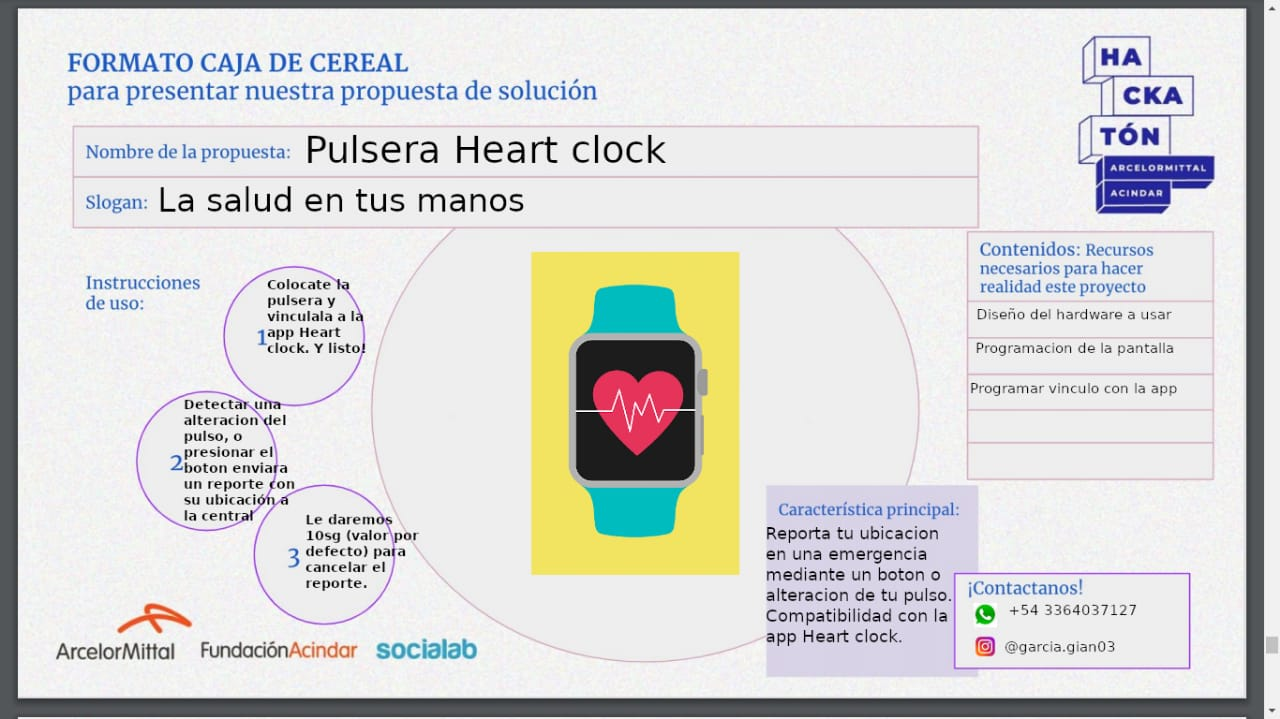 FORMATO CAJA DE CEREAL
para presentar nuestra propuesta de solución
HA
CKA
TÓN
ARCELORMITTAL
ACINDAR
Nombre de la propuesta: Pulsera Heart clock
Slogan: La salud en tus manos
Instrucciones
de uso:
1
Colocate la
pulsera y
vinculala a la
app Heart
clock. Y listo!
2
Detectar una
alteracion del
pulso, o
presionar el
boton enviara
un reporte con
su ubicación a
la central
3
Le daremos
10sg (valor por
defecto) para
cancelar el
reporte.
Contenidos: Recursos
necesarios para hacer
realidad este proyecto
Diseño del hardware a usar
Programacion de la pantalla
Programar vinculo con la app
Característica principal:
Reporta tu ubicacion
en una emergencia
mediante un boton o
alteracion de tu pulso.
Compatibilidad con la
app Heart clock.
¡Contactanos!
+54 3364037127
@garcia.gian03
ArcelorMittal
FundaciónAcindar
socialab